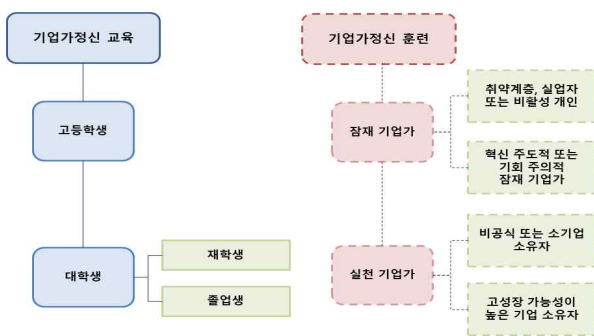 기업가정신 교육
고등학생
대학생
재학생
졸업생
기업가정신 훈련
잠재 기업가
취약계층, 실업자
또는 비활성 개인
혁신 주도적 또는
기회 주의적
잠재 기업가
실천 기업가
비공식 또는 소기업
소유자
고성장 가능성이
높은 기업 소유자